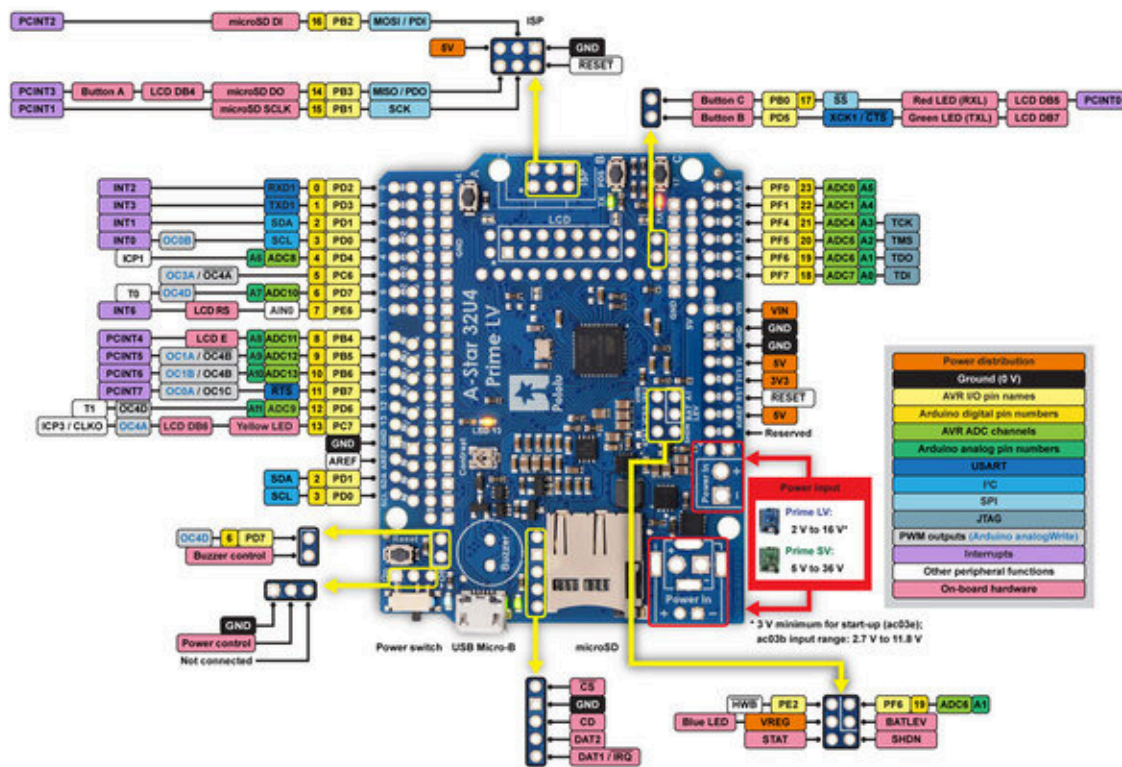 PCINT2 microSD DI 16 PB2 MOSI / PDI ISP
5V GND
RESET
PCINT3 Button A LCD DB4 microSD DO 14 PB3 MISO / PDO
PCINT1 microSD SCLK 15 PB1 SCK
Button C PB0 17 SS Red LED (RXL) LCD DB5 PCINT0
Button B PD5 XCK1 / CTS Green LED (TXL) LCD DB7
INT2 RXD1 0 PD2
INT3 TXD1 1 PD3
INT1 SDA 2 PD1
INT0 OC0B SCL 3 PD0
ICP1 A6 ADC8 4 PD4
OC3A / OC4A 5 PC6
T0 OC4D A7 ADC10 6 PD7
INT6 LCD RS AIN0 7 PE6
PCINT4 LCD E A8 ADC11 8 PB4
PCINT5 OC1A / OC4B A9 ADC12 9 PB5
PCINT6 OC1B / OC4B A10 ADC13 10 PB6
PCINT7 OC0A / OC1C RTS 11 PB7
T1 OC4D A11 ADC9 12 PD6
ICP3 / CLKO OC4A LCD DB6 Yellow LED 13 PC7
GND
AREF
SDA 2 PD1
SCL 3 PD0
PF0 23 ADC0 A5
PF1 22 ADC1 A4
PF4 21 ADC4 A3 TCK
PF5 20 ADC5 A2 TMS
PF6 19 ADC6 A1 TDO
PF7 18 ADC7 A0 TDI
VIN
GND
GND
5V
3V3
RESET
5V
Reserved
A
B
C
ISP
LCD
A-Star 32U4
Prime LV
Pololu
Contrast
Buzzer
Reset
Power In
+
-
Power In
+ -
Power distribution
Ground (0 V)
AVR I/O pin names
Arduino digital pin numbers
AVR ADC channels
Arduino analog pin numbers
USART
I²C
SPI
JTAG
PWM outputs (Arduino analogWrite)
Interrupts
Other peripheral functions
On-board hardware
Power input
Prime LV:
2 V to 16 V*
Prime SV:
5 V to 36 V
* 3 V minimum for start-up (ac03e);
ac03b input range: 2.7 V to 11.8 V
OC4D 6 PD7
Buzzer control
GND
Power control
Not connected
Power switch USB Micro-B microSD
CS
GND
CD
DAT2
DAT1 / IRQ
HWB PE2 PF6 19 ADC6 A1
Blue LED VREG BATLEV
STAT SHDN